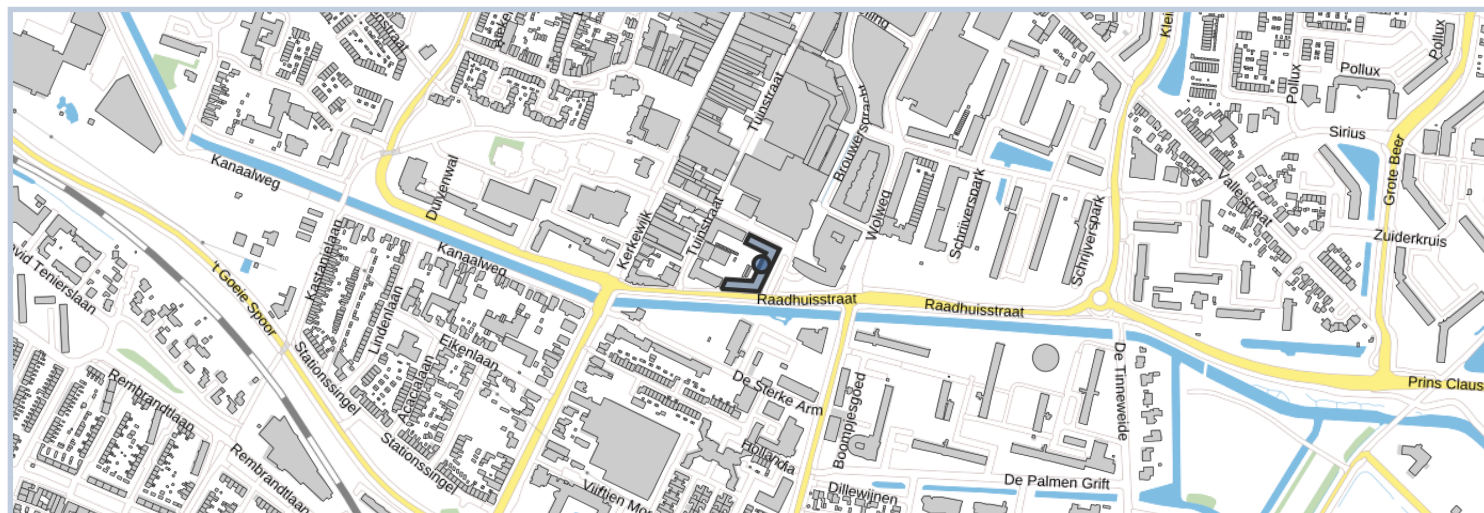 Pollux
Pollux
Pollux
Sirius
Grote Beer
Zuiderkruis
Vallei­straat
Tuinstraat
Brouwersgracht
Wolweg
Schrijverspark
Schrijverspark
Kanaalweg
Duivenwal
Kerkewijk
Tuinstraat
Kanaalweg
Kastanjelaan
't Goeie Spoor
Lindenlaan
Raadhuisstraat
Raadhuisstraat
Eikenlaan
Acacialaan
Stationssingel
Stationssingel
Rembrandtlaan
Rembrandtlaan
De Sterke Arm
Hollandia
Boompjesgoed
De Tinneweide
Prins Claus
De Palmen Grift
Dillewijnen